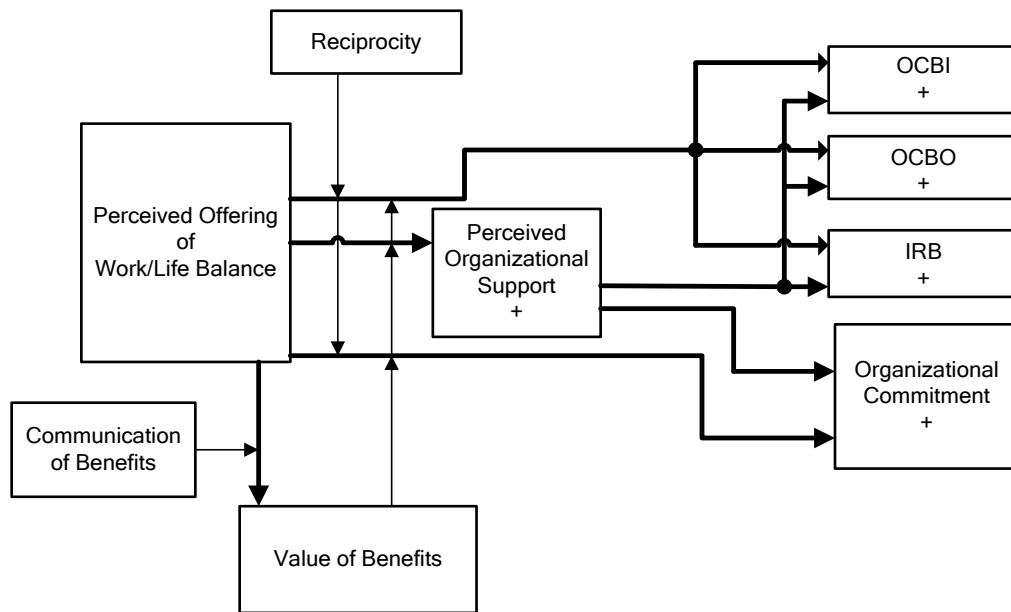 Reciprocity
OCBI
+
OCBO
+
Perceived Offering
of
Work/Life Balance
Perceived
Organizational
Support
+
IRB
+
Organizational
Commitment
+
Communication
of Benefits
Value of Benefits